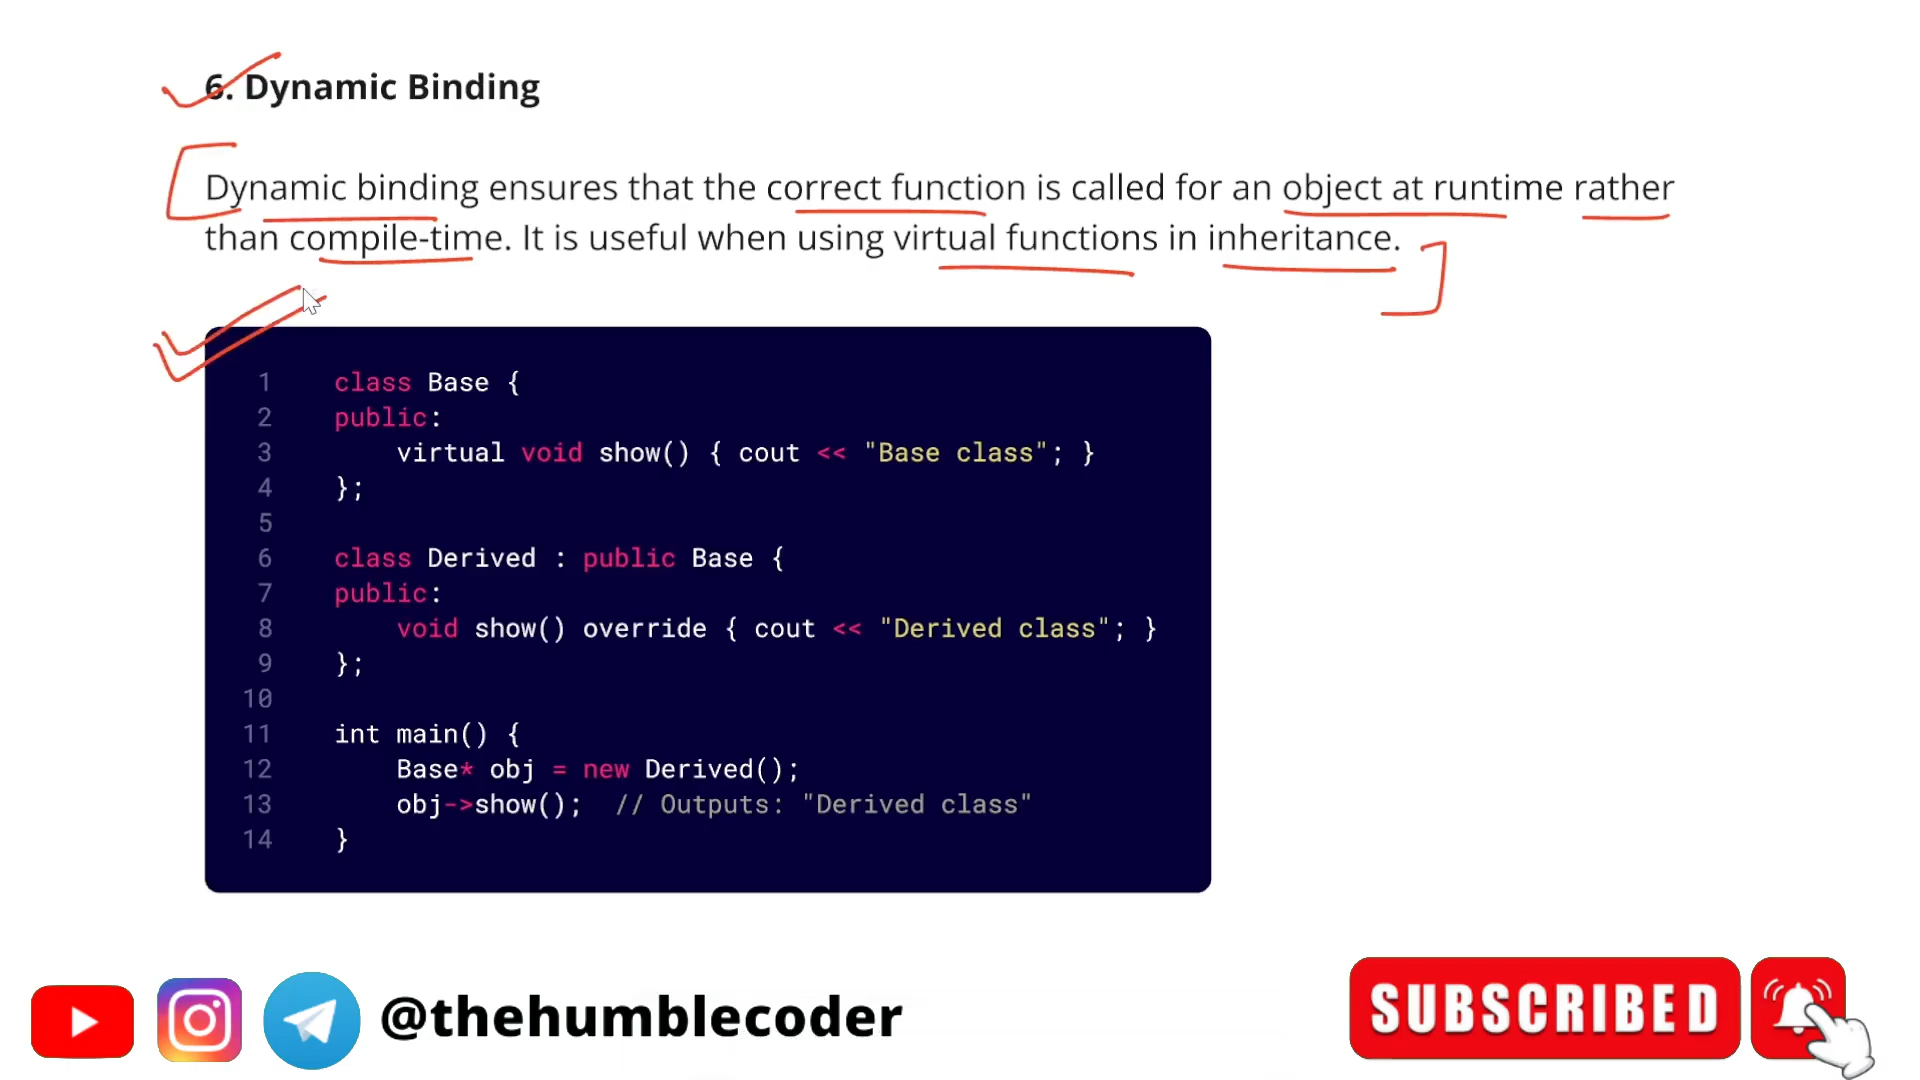 6. Dynamic Binding
Dynamic binding ensures that the correct function is called for an object at runtime rather
than compile-time. It is useful when using virtual functions in inheritance.
1 class Base {
2 public:
3     virtual void show() { cout << "Base class"; }
4 };
5
6 class Derived : public Base {
7 public:
8     void show() override { cout << "Derived class"; }
9 };
10
11 int main() {
12     Base* obj = new Derived();
13     obj->show();  // Outputs: "Derived class"
14 }
@thehumblecoder
SUBSCRIBED